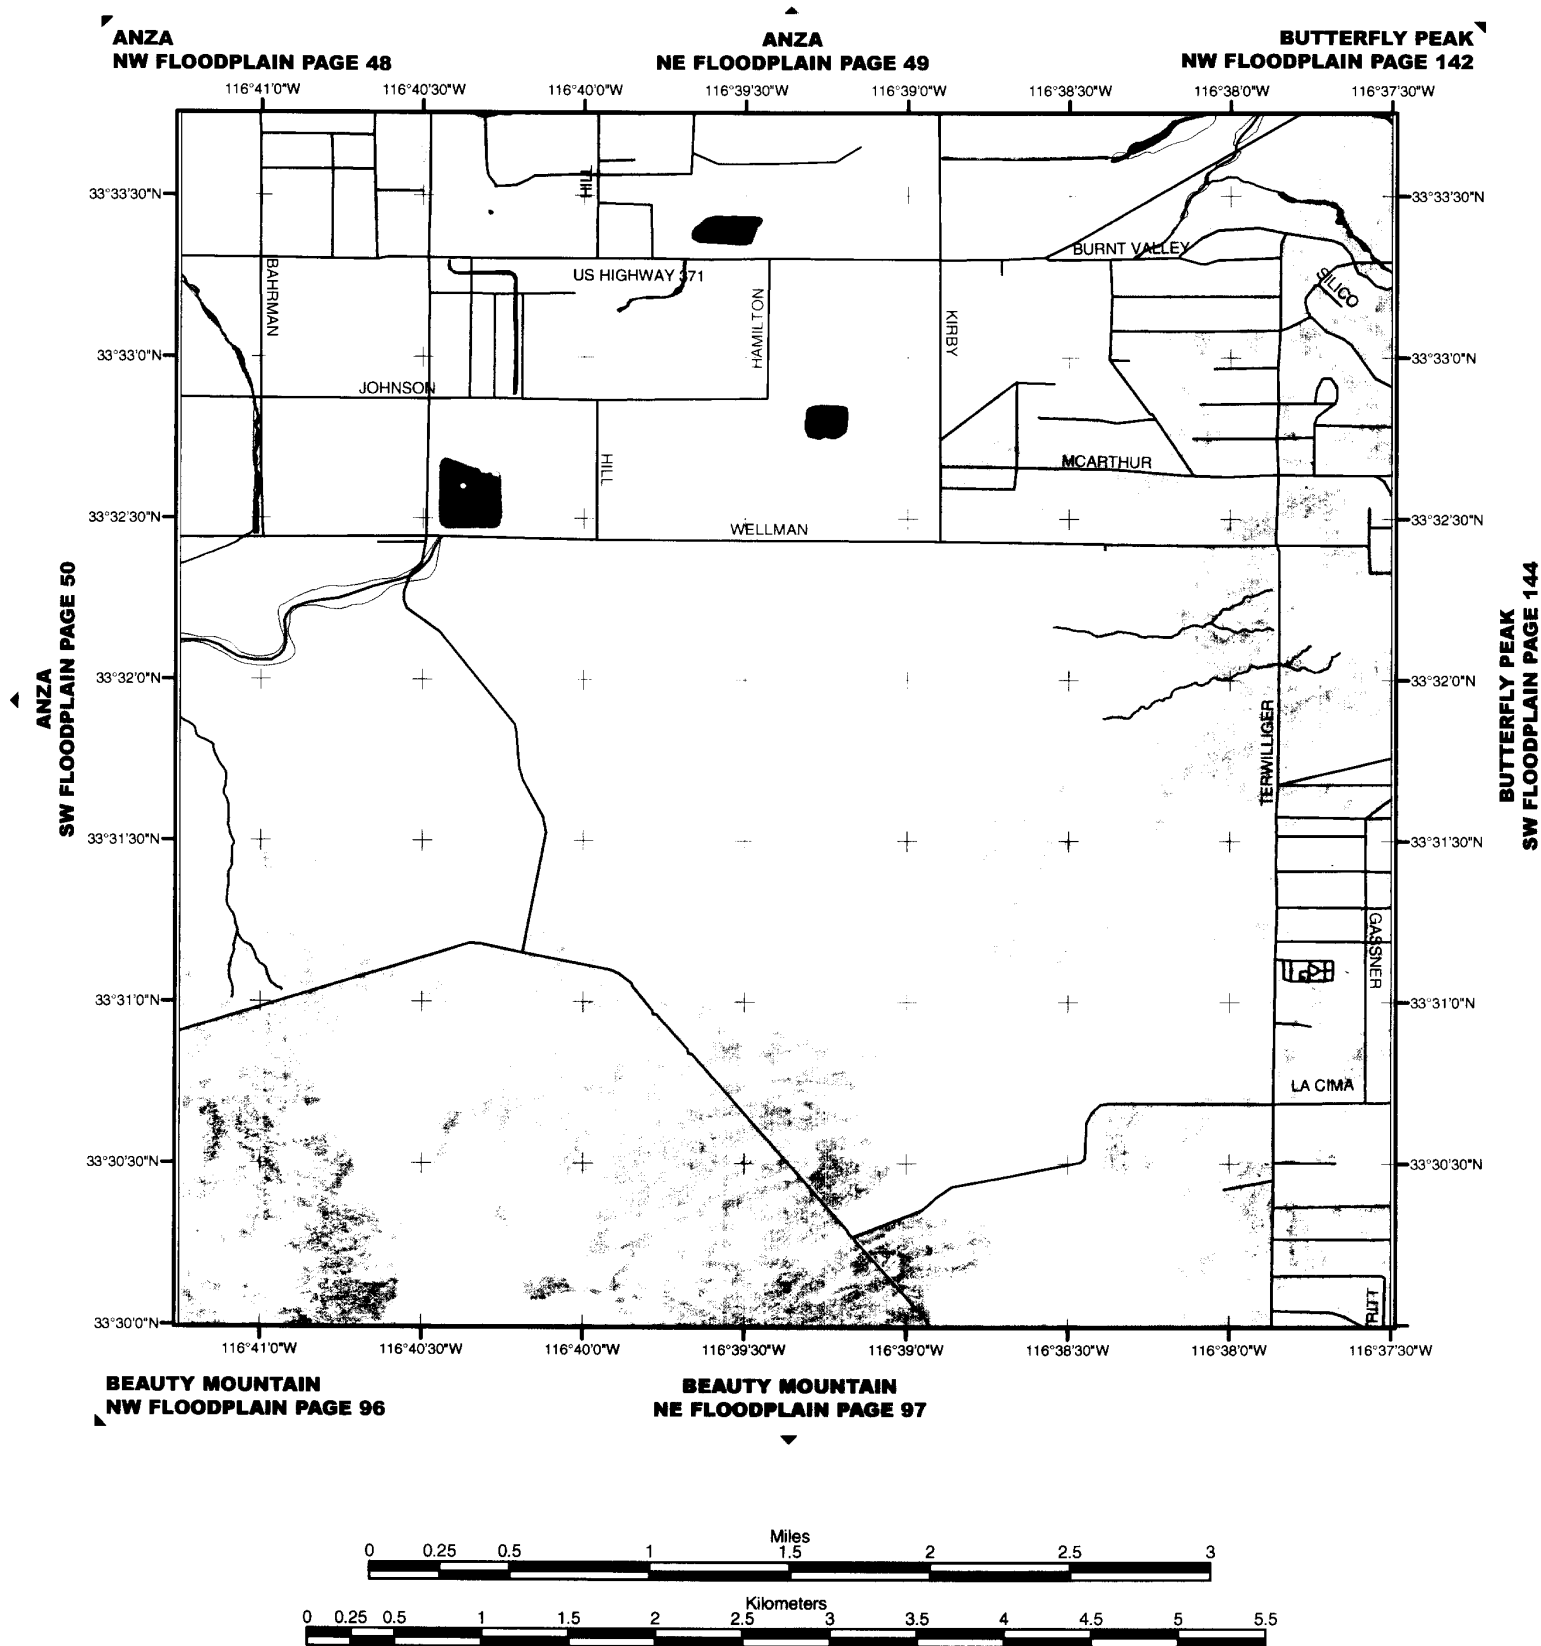 ANZA
NW FLOODPLAIN PAGE 48
ANZA
NE FLOODPLAIN PAGE 49
BUTTERFLY PEAK
NW FLOODPLAIN PAGE 142
116°41'0"W 116°40'30"W 116°40'0"W 116°39'30"W 116°39'0"W 116°38'30"W 116°38'0"W 116°37'30"W
33°33'30"N
HILL
33°33'30"N
BURNT VALLEY
US HIGHWAY 371
BAHRMAN
SILICO
HAMILTON
KIRBY
33°33'0"N
33°33'0"N
JOHNSON
MCARTHUR
HILL
33°32'30"N
33°32'30"N
WELLMAN
ANZA
SW FLOODPLAIN PAGE 50
BUTTERFLY PEAK
SW FLOODPLAIN PAGE 144
33°32'0"N
33°32'0"N
TERWILLIGER
33°31'30"N
33°31'30"N
GASSNER
33°31'0"N
33°31'0"N
LA CIMA
33°30'30"N
33°30'30"N
33°30'0"N
116°41'0"W 116°40'30"W 116°40'0"W 116°39'30"W 116°39'0"W 116°38'30"W 116°38'0"W 116°37'30"W
BEAUTY MOUNTAIN
NW FLOODPLAIN PAGE 96
BEAUTY MOUNTAIN
NE FLOODPLAIN PAGE 97
Miles
0 0.25 0.5 1 1.5 2 2.5 3
Kilometers
0 0.25 0.5 1 1.5 2 2.5 3 3.5 4 4.5 5 5.5